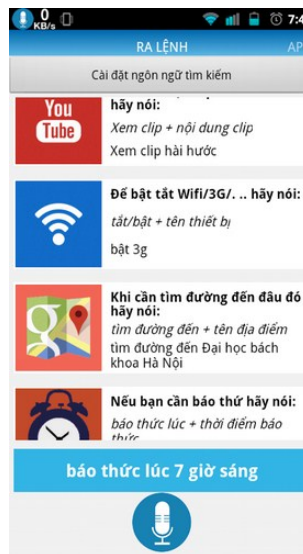 0
KB/s
7:4
RA LỆNH
AP
Cài đặt ngôn ngữ tìm kiếm
You
Tube
hãy nói:
Xem clip + nội dung clip
Xem clip hài hước
Để bật tắt Wifi/3G/. .. hãy nói:
tắt/bật + tên thiết bị
bật 3g
g
Khi cần tìm đường đến đâu đó
hãy nói:
tìm đường đến + tên địa điểm
tìm đường đến Đại học bách
khoa Hà Nội
Nếu bạn cần báo thứ hãy nói:
báo thức lúc + thời điểm báo
thức
báo thức lúc 7 giờ sáng